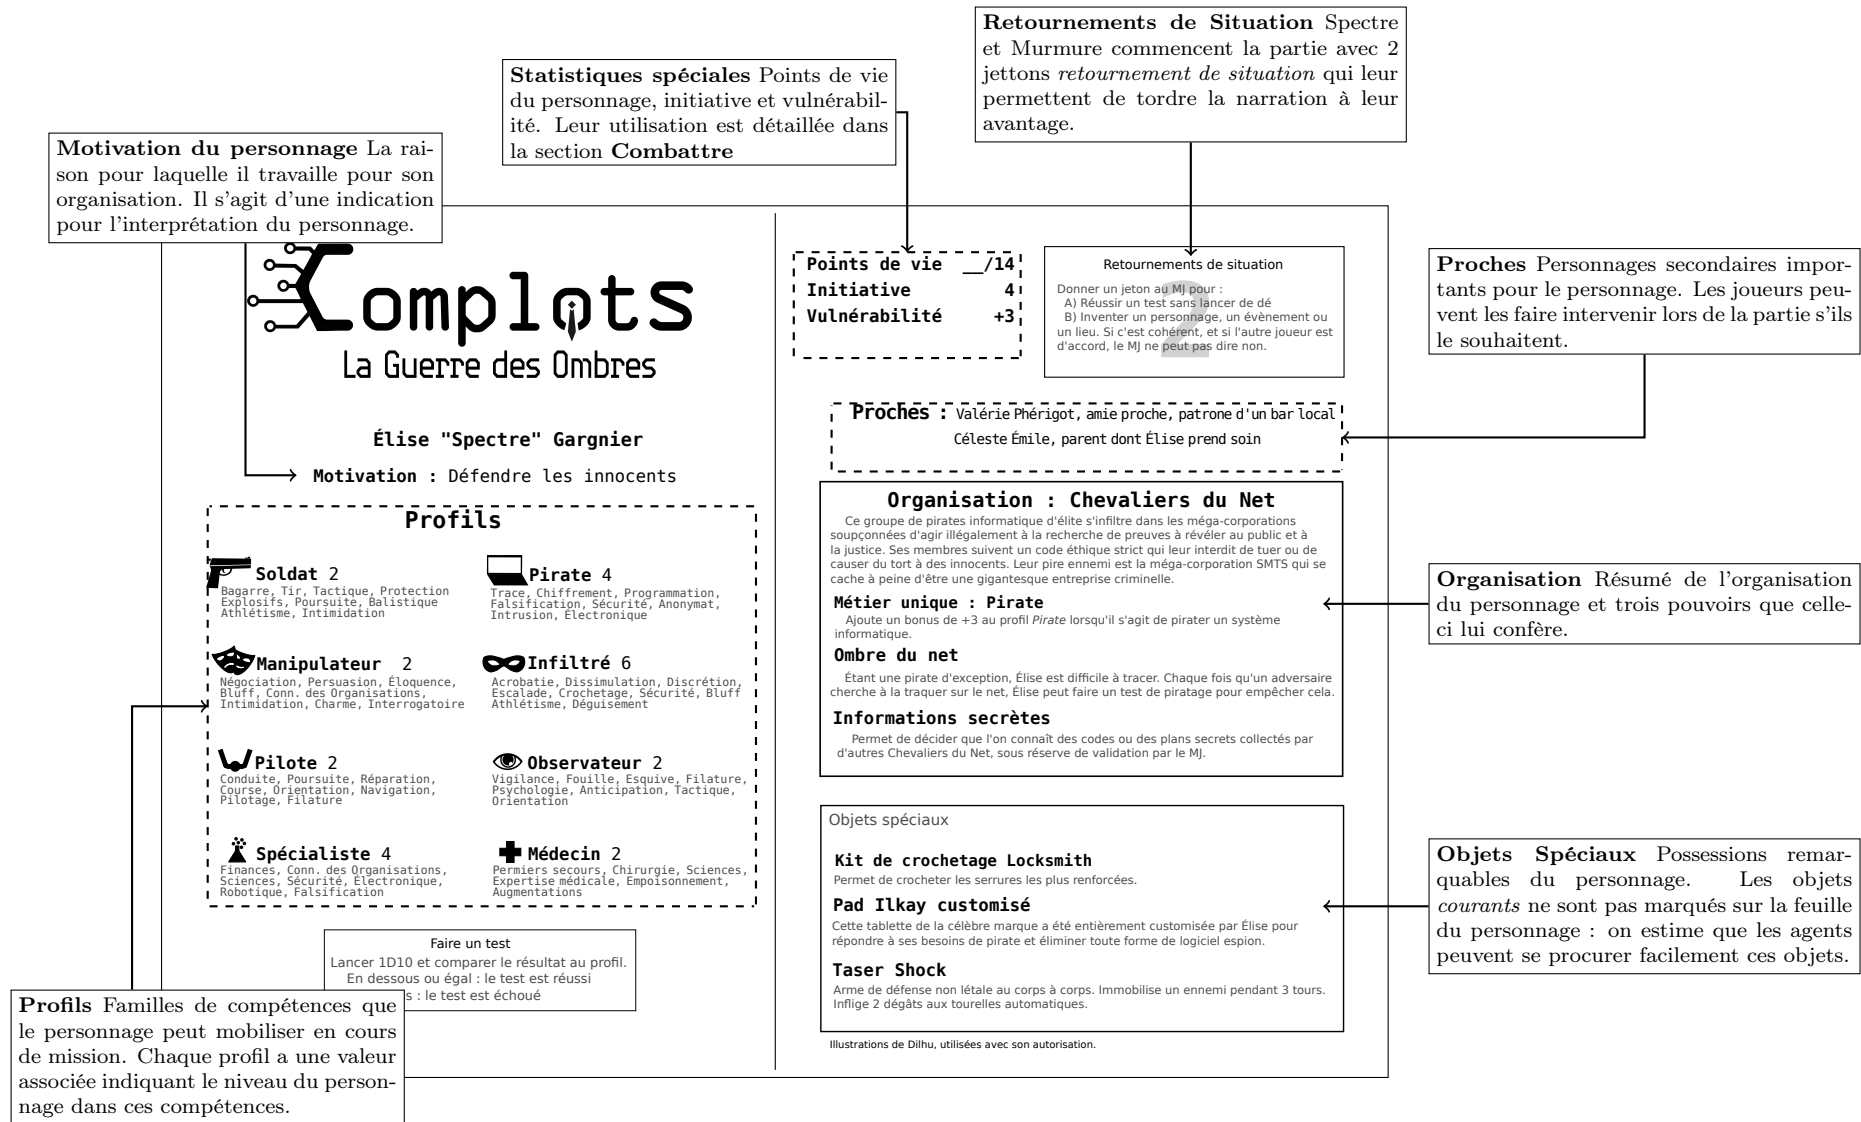 Retournements de Situation Spectre
et Murmure commencent la partie avec 2
jettons retournement de situation qui leur
permettent de tordre la narration à leur
avantage.
Statistiques spéciales Points de vie
du personnage, initiative et vulnérabil-
ité. Leur utilisation est détaillée dans
la section Combattre
Motivation du personnage La rai-
son pour laquelle il travaille pour son
organisation. Il s'agit d'une indication
pour l'interprétation du personnage.
Complots
La Guerre des Ombres
Élise "Spectre" Gargnier
Motivation : Défendre les innocents
Profils
Soldat 2
Bagarre, Tir, Tactique, Protection
Explosifs, Poursuite, Balistique
Athlétisme, Intimidation
Pirate 4
Trace, Chiffrement, Programmation,
Falsification, Sécurité, Anonymat,
Intrusion, Électronique
Manipulateur 2
Négociation, Persuasion, Éloquence,
Bluff, Conn. des Organisations,
Intimidation, Charme, Interrogatoire
Infiltré 6
Acrobatie, Dissimulation, Discrétion,
Escalade, Crochetage, Sécurité, Bluff
Athlétisme, Déguisement
Pilote 2
Conduite, Poursuite, Réparation,
Course, Orientation, Navigation,
Pilotage, Filature
Observateur 2
Vigilance, Fouille, Esquive, Filature,
Psychologie, Anticipation, Tactique,
Orientation
Spécialiste 4
Finances, Conn. des Organisations,
Sciences, Sécurité, Électronique,
Robotique, Falsification
Médecin 2
Permiers secours, Chirurgie, Sciences,
Expertise médicale, Empoisonnement,
Augmentations
Faire un test
Lancer 1D10 et comparer le résultat au profil.
En dessous ou égal : le test est réussi
s : le test est échoué
Profils Familles de compétences que
le personnage peut mobiliser en cours
de mission. Chaque profil a une valeur
associée indiquant le niveau du person-
nage dans ces compétences.
Points de vie __/14
Initiative 4
Vulnérabilité +3
Retournements de situation
2
Donner un jeton au MJ pour :
A) Réussir un test sans lancer de dé
B) Inventer un personnage, un évènement ou
un lieu. Si c'est cohérent, et si l'autre joueur est
d'accord, le MJ ne peut pas dire non.
Proches : Valérie Phérigot, amie proche, patrone d'un bar local
Céleste Émile, parent dont Élise prend soin
Organisation : Chevaliers du Net
Ce groupe de pirates informatique d'élite s'infiltre dans les méga-corporations
soupçonnées d'agir illégalement à la recherche de preuves à révéler au public et à
la justice. Ses membres suivent un code éthique strict qui leur interdit de tuer ou de
causer du tort à des innocents. Leur pire ennemi est la méga-corporation SMTS qui se
cache à peine d'être une gigantesque entreprise criminelle.
Métier unique : Pirate
Ajoute un bonus de +3 au profil Pirate lorsqu'il s'agit de pirater un système
informatique.
Ombre du net
Étant une pirate d'exception, Élise est difficile à tracer. Chaque fois qu'un adversaire
cherche à la traquer sur le net, Élise peut faire un test de piratage pour empêcher cela.
Informations secrètes
Permet de décider que l'on connaît des codes ou des plans secrets collectés par
d'autres Chevaliers du Net, sous réserve de validation par le MJ.
Objets spéciaux
Kit de crochetage Locksmith
Permet de crocheter les serrures les plus renforcées.
Pad Ilkay customisé
Cette tablette de la célèbre marque a été entièrement customisée par Élise pour
répondre à ses besoins de pirate et éliminer toute forme de logiciel espion.
Taser Shock
Arme de défense non létale au corps à corps. Immobilise un ennemi pendant 3 tours.
Inflige 2 dégâts aux tourelles automatiques.
Illustrations de Dilhu, utilisées avec son autorisation.
Proches Personnages secondaires impor-
tants pour le personnage. Les joueurs peu-
vent les faire intervenir lors de la partie s'ils
le souhaitent.
Organisation Résumé de l'organisation
du personnage et trois pouvoirs que celle-
ci lui confère.
Objets Spéciaux Possessions remar-
quables du personnage. Les objets
courants ne sont pas marqués sur la feuille
du personnage : on estime que les agents
peuvent se procurer facilement ces objets.